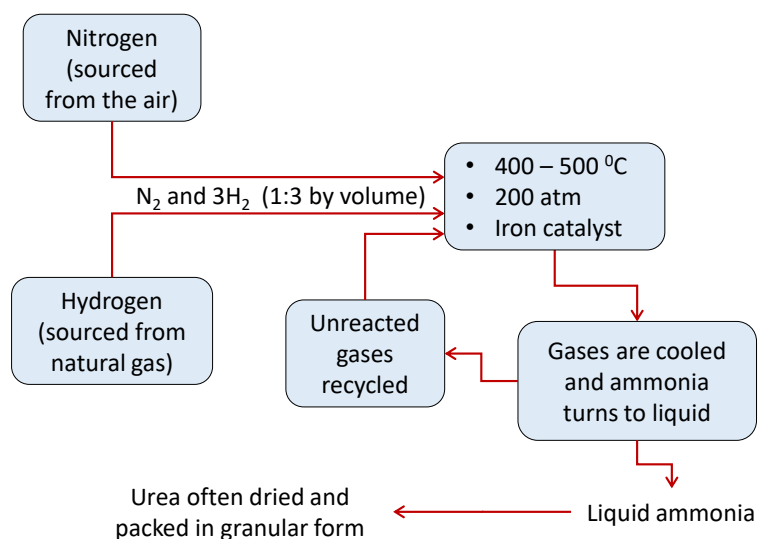 Nitrogen
(sourced
from the air)
• 400 – 500 ⁰C
• 200 atm
• Iron catalyst
N₂ and 3H₂ (1:3 by volume)
Hydrogen
(sourced from
natural gas)
Unreacted
gases
recycled
Gases are cooled
and ammonia
turns to liquid
Urea often dried and
packed in granular form
Liquid ammonia